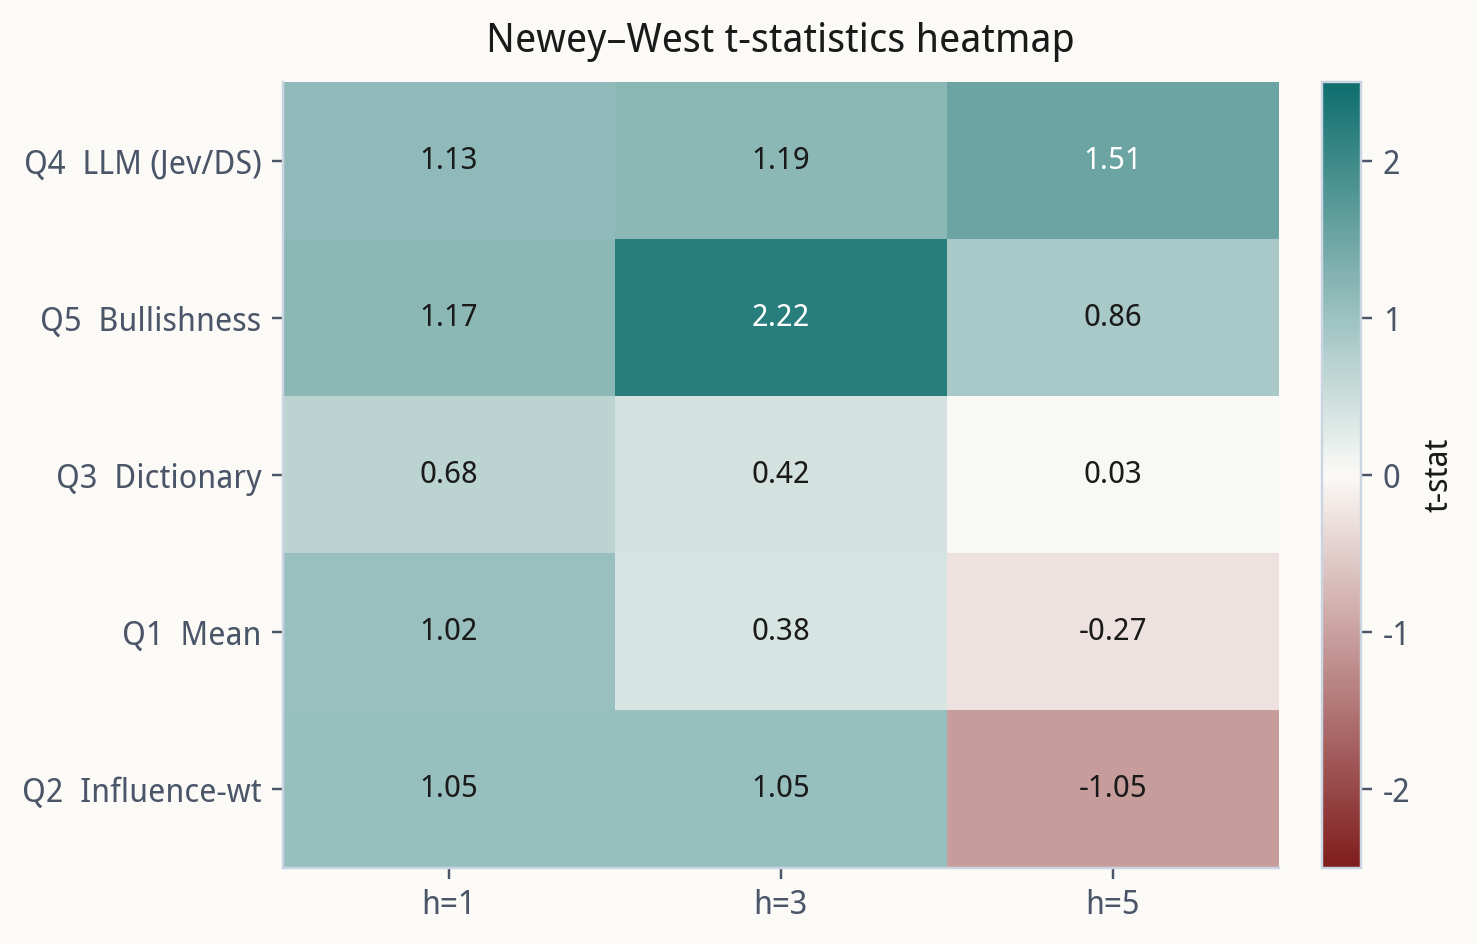 Newey–West t-statistics heatmap
Q4 LLM (Jev/DS) 1.13 1.19 1.51
Q5 Bullishness 1.17 2.22 0.86
Q3 Dictionary 0.68 0.42 0.03
Q1 Mean 1.02 0.38 -0.27
Q2 Influence-wt 1.05 1.05 -1.05
h=1 h=3 h=5
2
1
0
-1
-2
t-stat